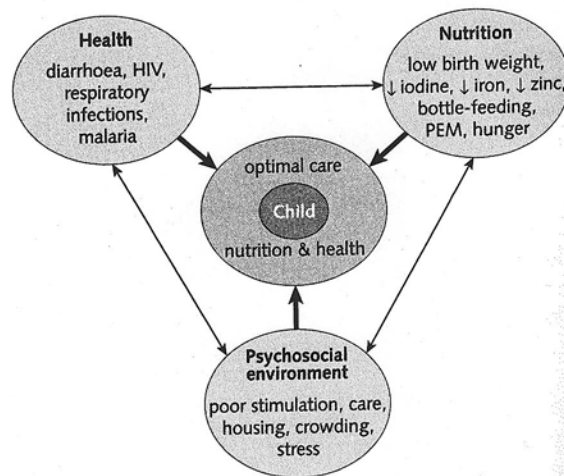 Health
diarrhoea, HIV,
respiratory
infections,
malaria
Nutrition
low birth weight,
↓ iodine, ↓ iron, ↓ zinc,
bottle-feeding,
PEM, hunger
optimal care
Child
nutrition & health
Psychosocial
environment
poor stimulation, care,
housing, crowding,
stress